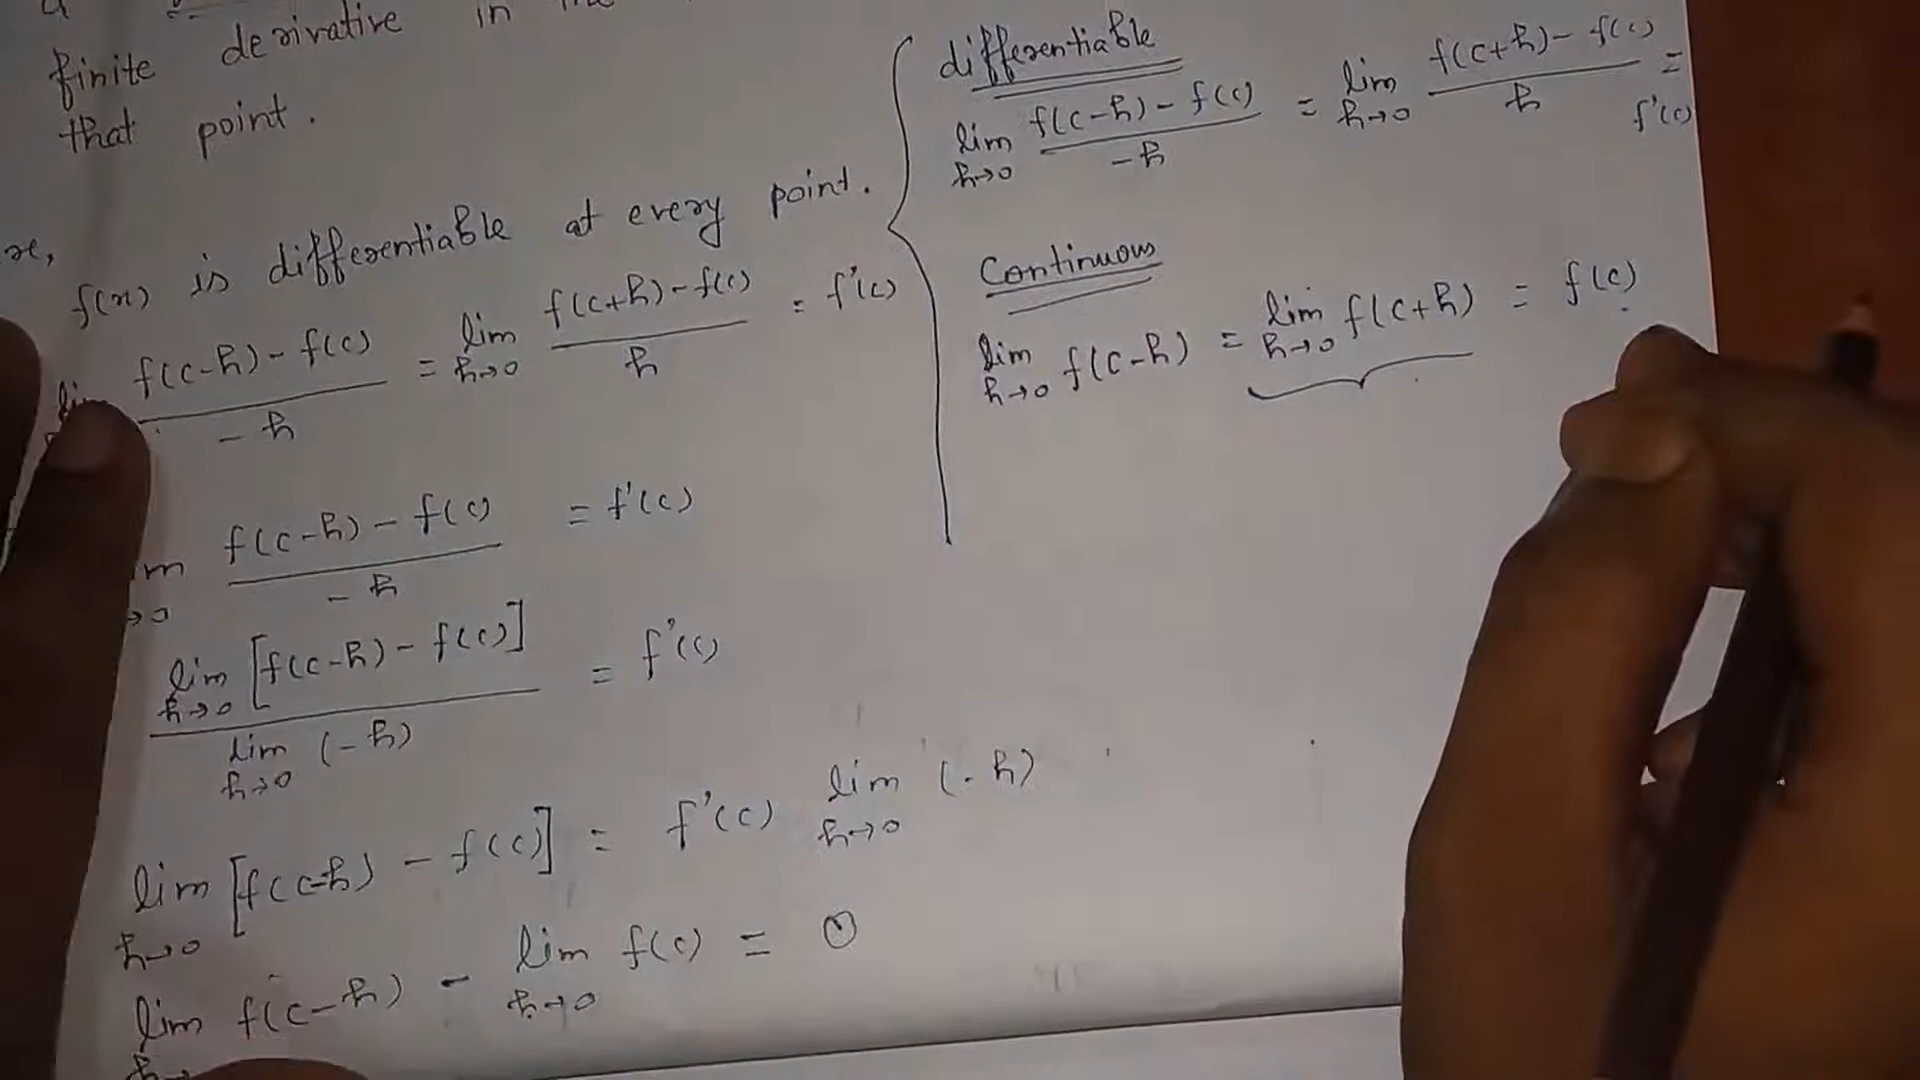 in
finite derivative
that point.
f(x) is differentiable at every point.
lim f(c-h) - f(c) / -h = lim h→0 f(c+h) - f(c) / h = f'(c)
f(c-h) - f(c) / -h = f'(c)
lim h→0 [f(c-h) - f(c)] / lim h→0 (-h) = f'(c)
lim h→0 [f(c-h) - f(c)] = f'(c) lim h→0 (-h)
lim f(c-h) - lim h→0 f(c) = 0
differentiable
lim h→0 f(c-h) - f(c) / -h = lim h→0 f(c+h) - f(c) / h = f'(c)
Continuous
lim h→0 f(c-h) = lim h→0 f(c+h) = f(c)